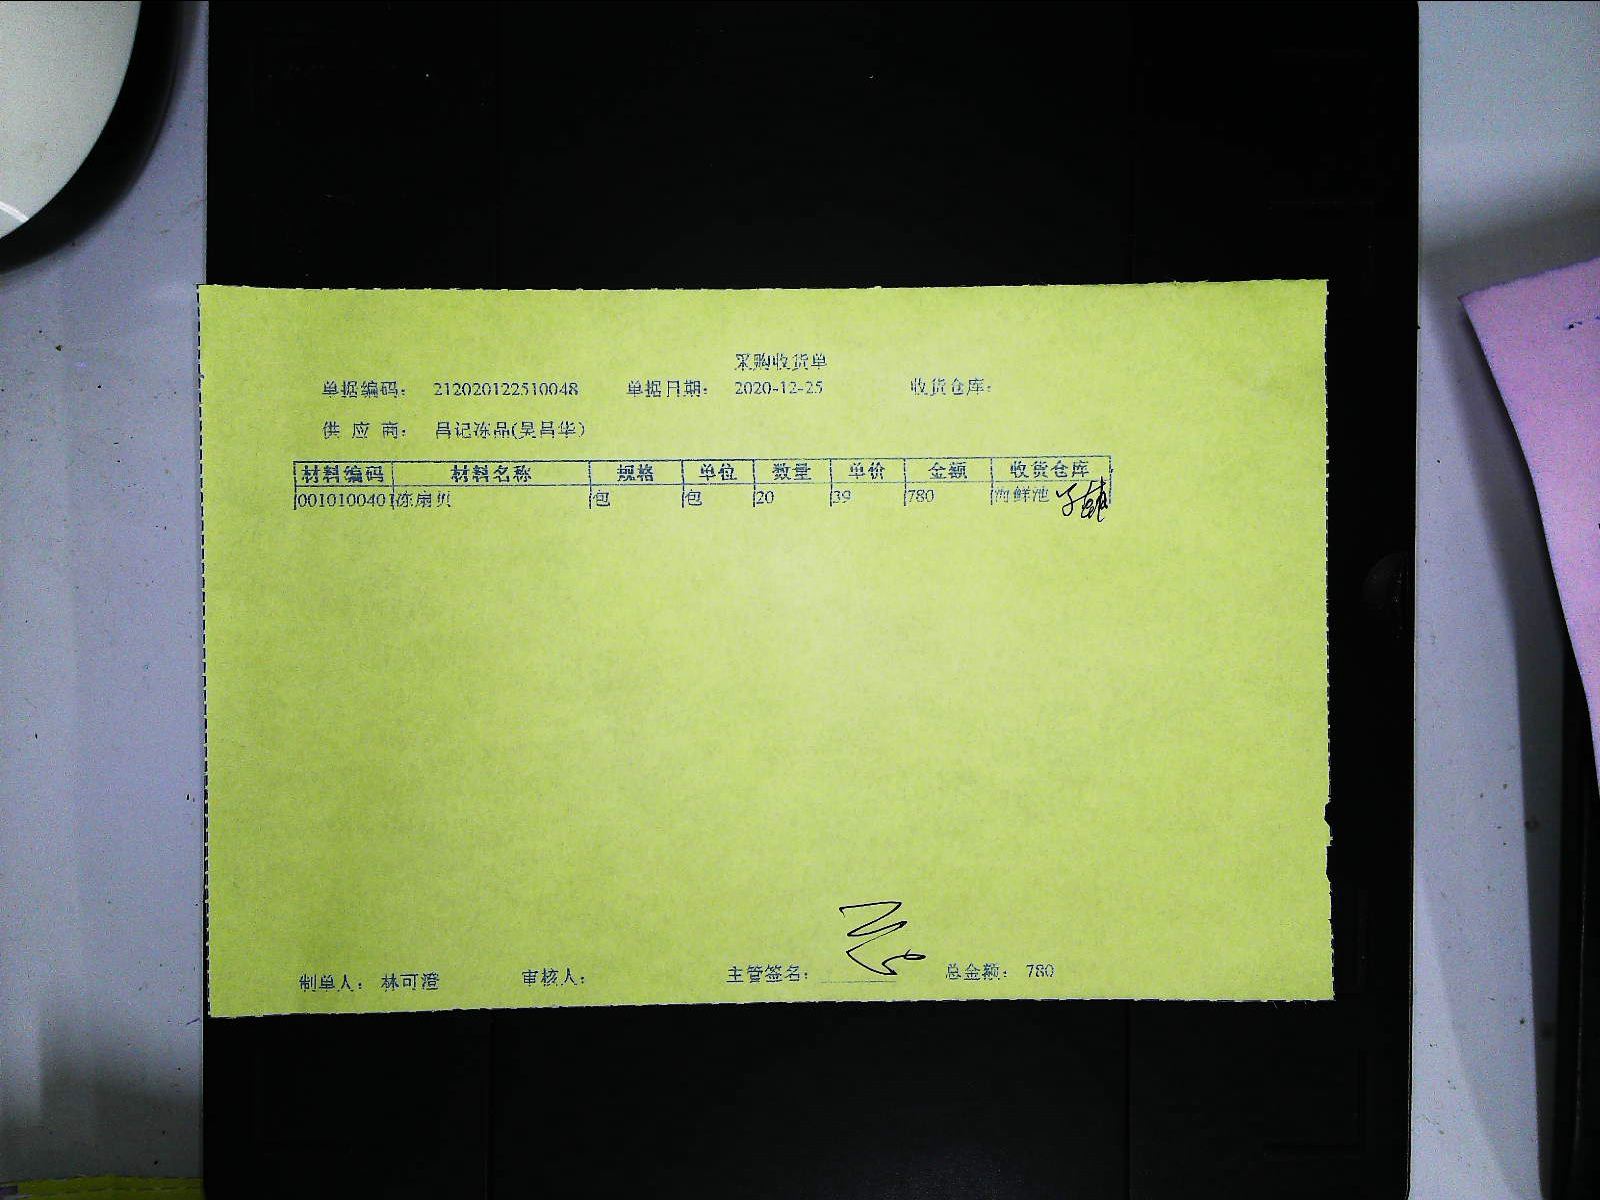 采购收货单
单据编码： 212020122510048 单据日期： 2020-12-25 收货仓库：
供 应 商： 吕记冻品(吴昌华)
材料编码 材料名称 规格 单位 数量 单价 金额 收货仓库
0010100401 冻扇贝 包 包 20 39 780 海鲜池
制单人： 林可澄 审核人： 主管签名： 总金额： 780